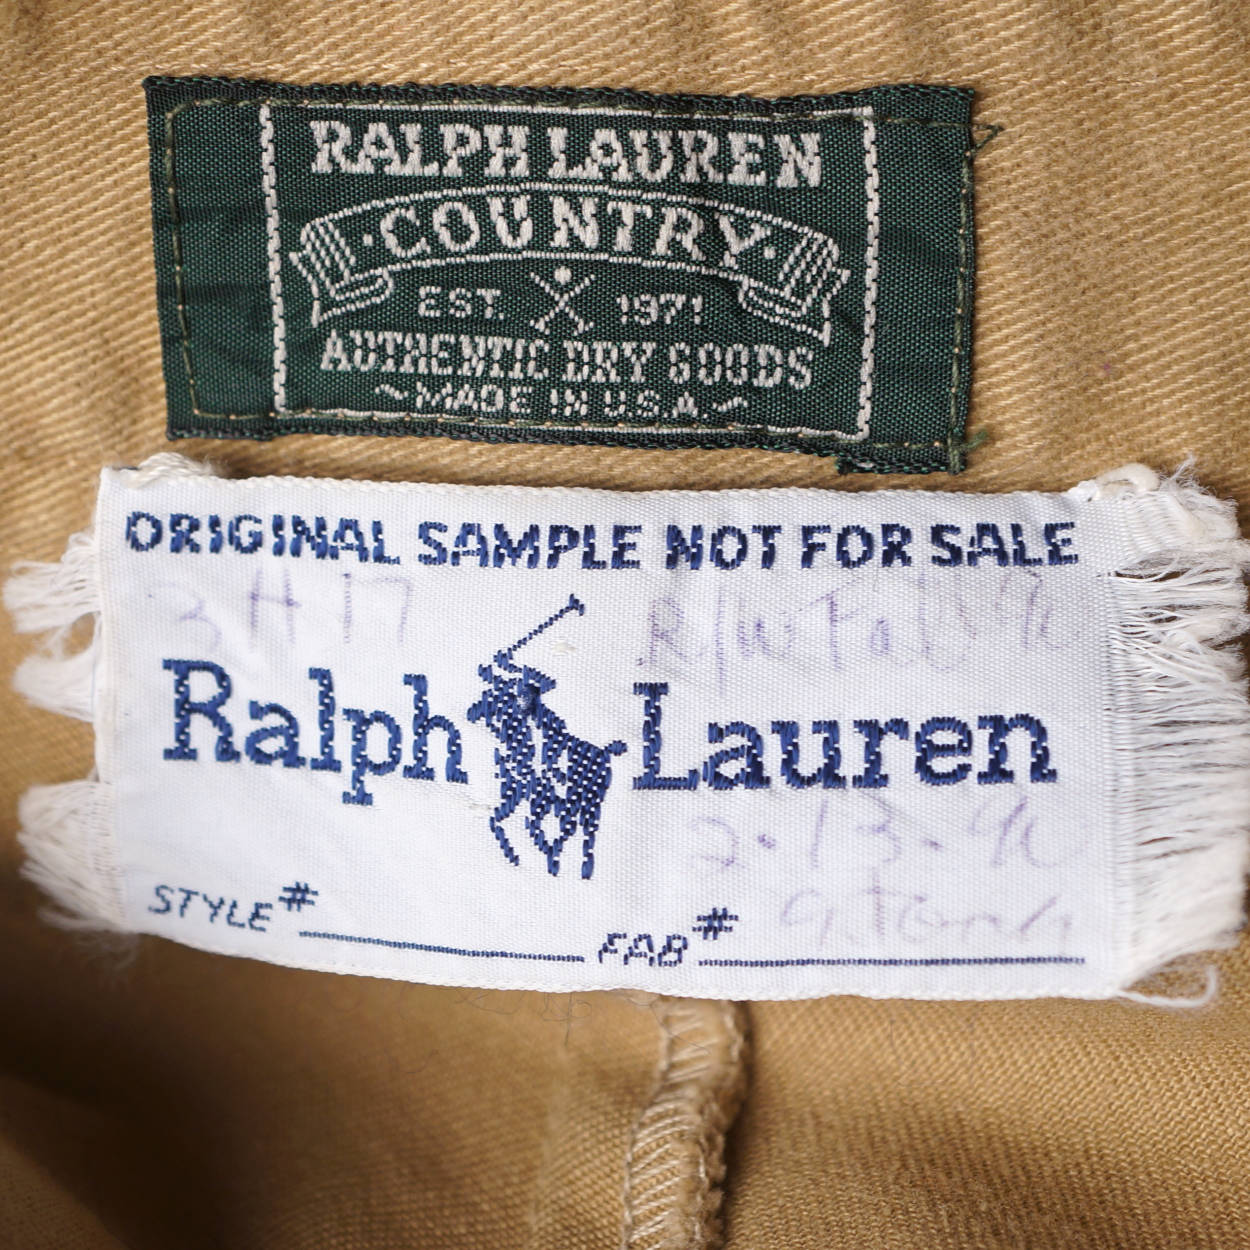 RALPH LAUREN
·COUNTRY·
EST. 1971
AUTHENTIC DRY GOODS
~MADE IN U.S.A.~
ORIGINAL SAMPLE NOT FOR SALE
3H17
Ralph Lauren
2.13.
STYLE# FAB#